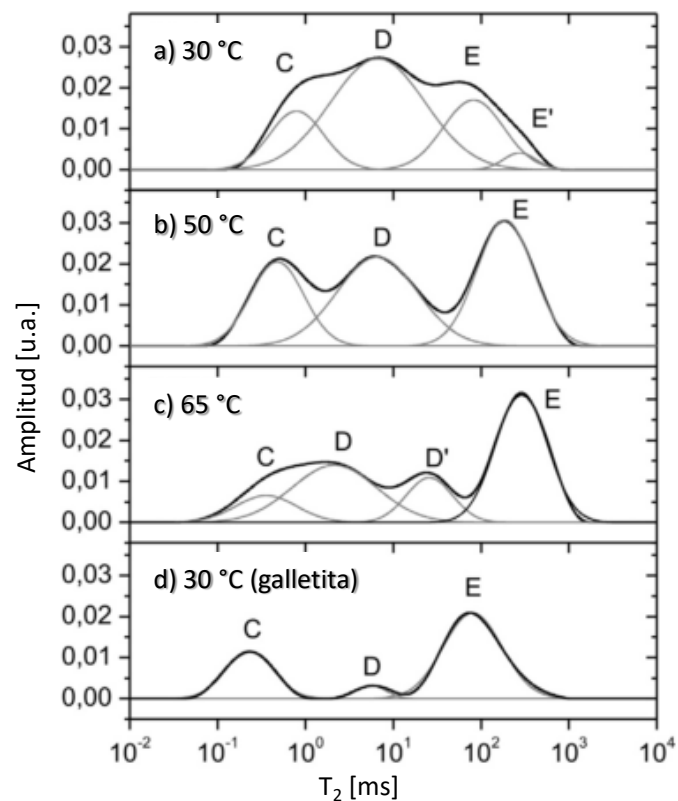 a) 30 °C
C
D
E
E'
0,03
0,02
0,01
0,00
b) 50 °C
C
D
E
0,03
0,02
0,01
0,00
c) 65 °C
C
D
D'
E
0,03
0,02
0,01
0,00
d) 30 °C (galletita)
C
D
E
0,03
0,02
0,01
0,00
Amplitud [u.a.]
10⁻² 10⁻¹ 10⁰ 10¹ 10² 10³ 10⁴
T₂ [ms]